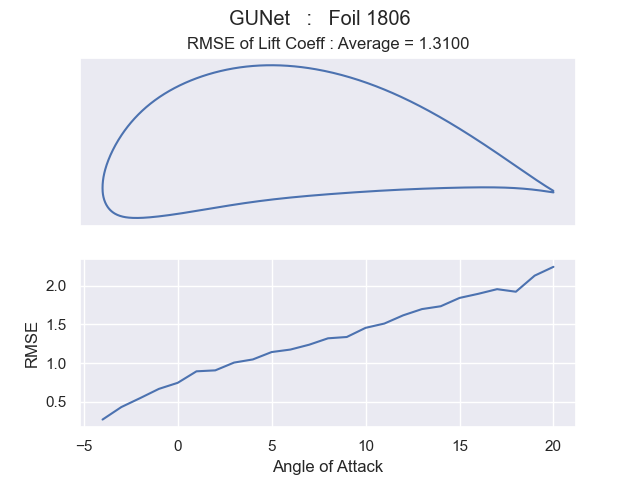 GUNet : Foil 1806
RMSE of Lift Coeff : Average = 1.3100
2.0
1.5
1.0
0.5
RMSE
−5 0 5 10 15 20
Angle of Attack